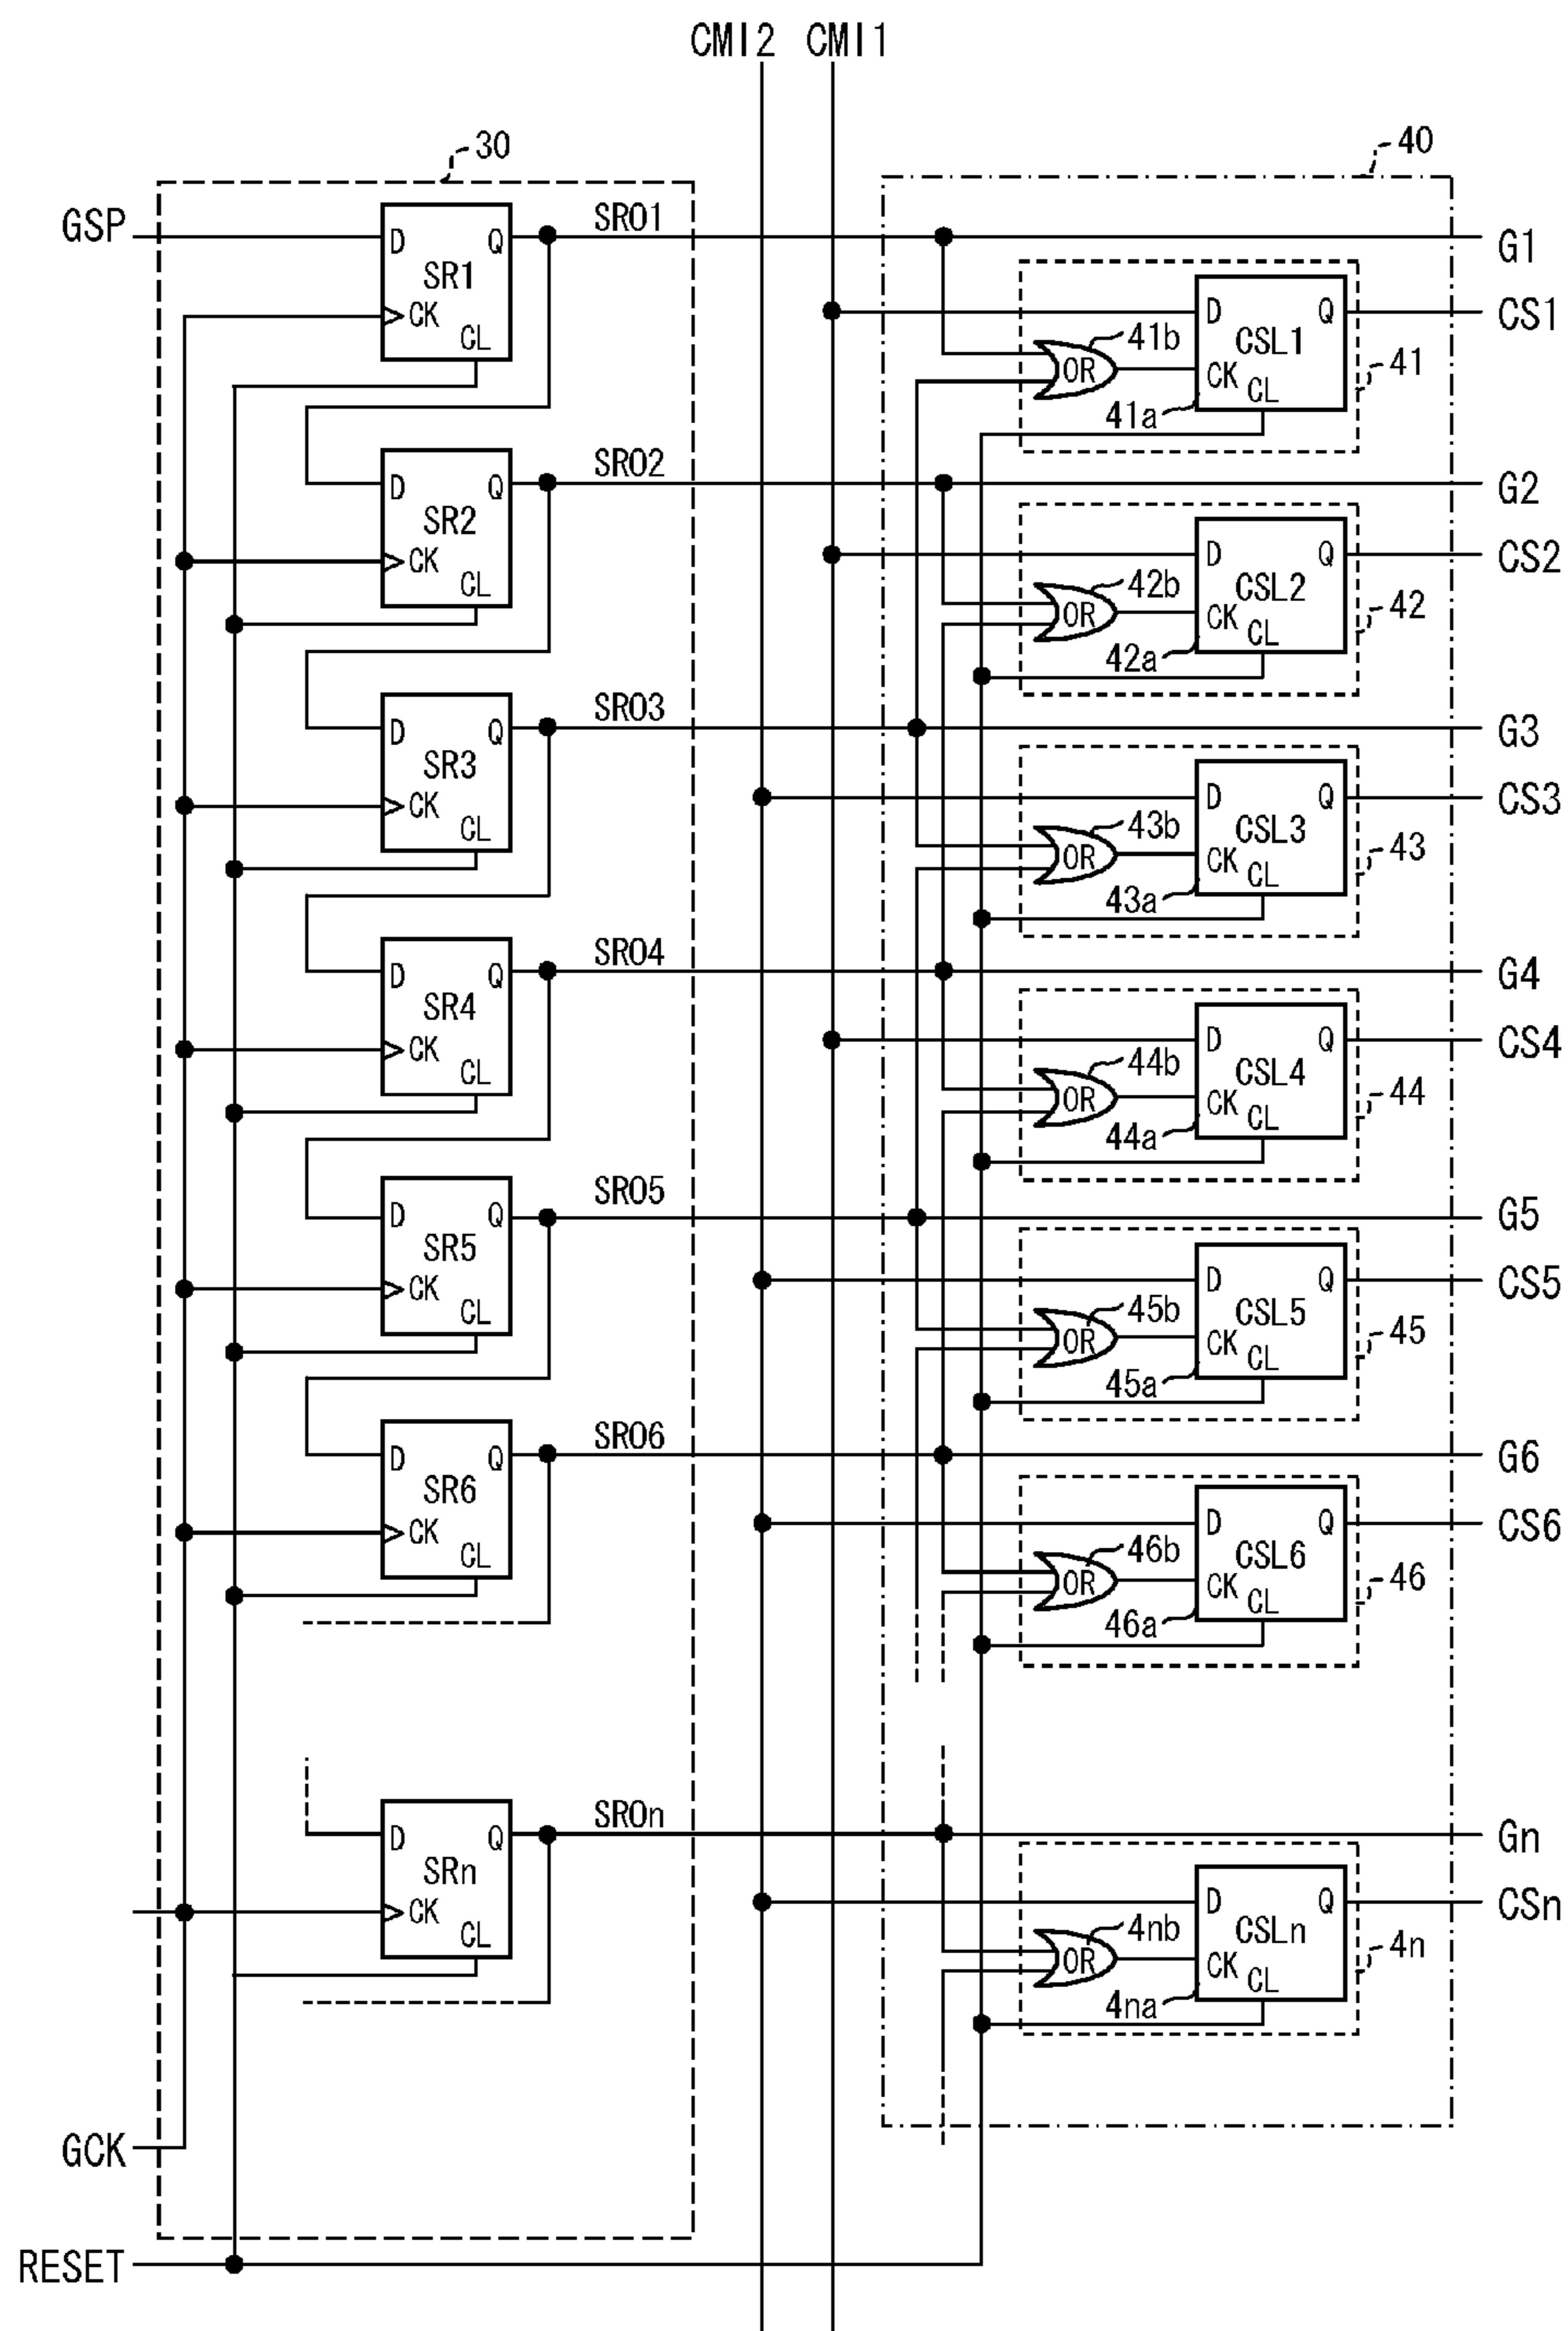 CMI2 CMI1
30
40
GSP
D Q SRO1
SR1
CK
CL
G1
D Q CS1
CSL1
41b
OR
CK
CL
41a
41
D Q SRO2
SR2
CK
CL
G2
D Q CS2
CSL2
42b
OR
CK
CL
42a
42
D Q SRO3
SR3
CK
CL
G3
D Q CS3
CSL3
43b
OR
CK
CL
43a
43
D Q SRO4
SR4
CK
CL
G4
D Q CS4
CSL4
44b
OR
CK
CL
44a
44
D Q SRO5
SR5
CK
CL
G5
D Q CS5
CSL5
45b
OR
CK
CL
45a
45
D Q SRO6
SR6
CK
CL
G6
D Q CS6
CSL6
46b
OR
CK
CL
46a
46
D Q SROn
SRn
CK
CL
Gn
D Q CSn
CSLn
4nb
OR
CK
CL
4na
4n
GCK
RESET